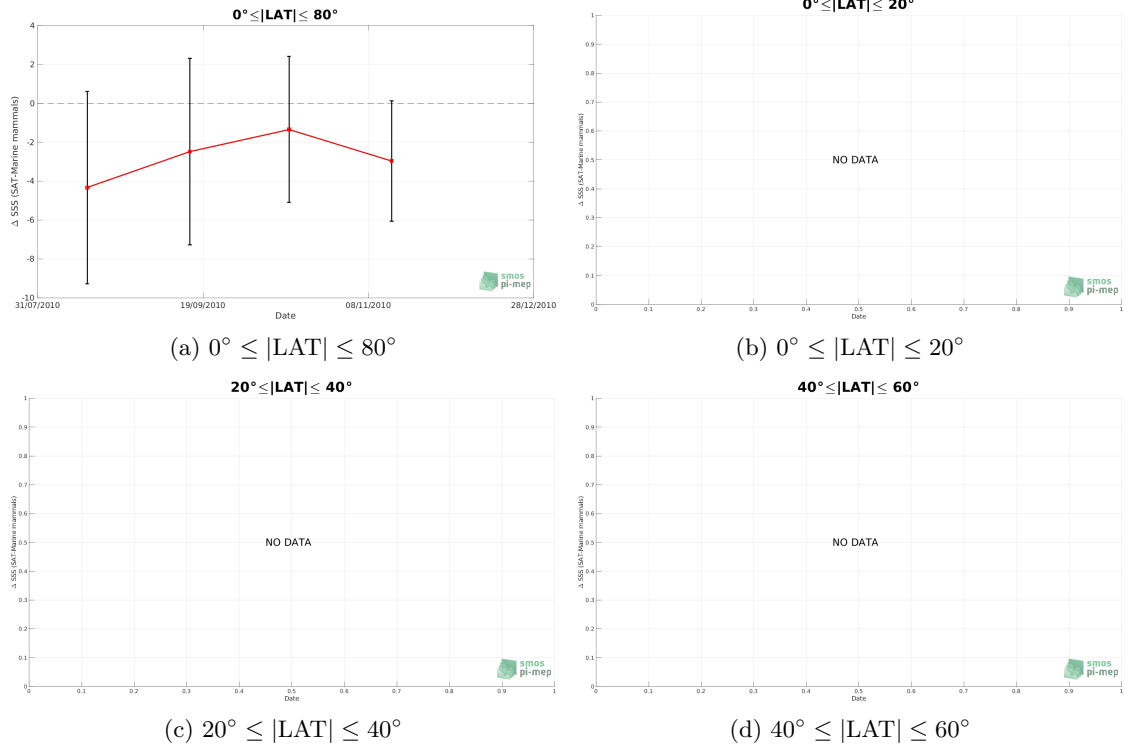 0°≤|LAT|≤ 80°
4
2
0
-2
-4
-6
-8
-10
Δ SSS (SAT-Marine mammals)
31/07/2010 19/09/2010 08/11/2010 28/12/2010
Date
smos
pi-mep
(a) 0° ≤ |LAT| ≤ 80°
0°≤|LAT|≤ 20°
1
0.9
0.8
0.7
0.6
0.5
0.4
0.3
0.2
0.1
0
Δ SSS (SAT-Marine mammals)
NO DATA
0 0.1 0.2 0.3 0.4 0.5 0.6 0.7 0.8 0.9 1
Date
smos
pi-mep
(b) 0° ≤ |LAT| ≤ 20°
20°≤|LAT|≤ 40°
1
0.9
0.8
0.7
0.6
0.5
0.4
0.3
0.2
0.1
0
Δ SSS (SAT-Marine mammals)
NO DATA
0 0.1 0.2 0.3 0.4 0.5 0.6 0.7 0.8 0.9 1
Date
smos
pi-mep
(c) 20° ≤ |LAT| ≤ 40°
40°≤|LAT|≤ 60°
1
0.9
0.8
0.7
0.6
0.5
0.4
0.3
0.2
0.1
0
Δ SSS (SAT-Marine mammals)
NO DATA
0 0.1 0.2 0.3 0.4 0.5 0.6 0.7 0.8 0.9 1
Date
smos
pi-mep
(d) 40° ≤ |LAT| ≤ 60°